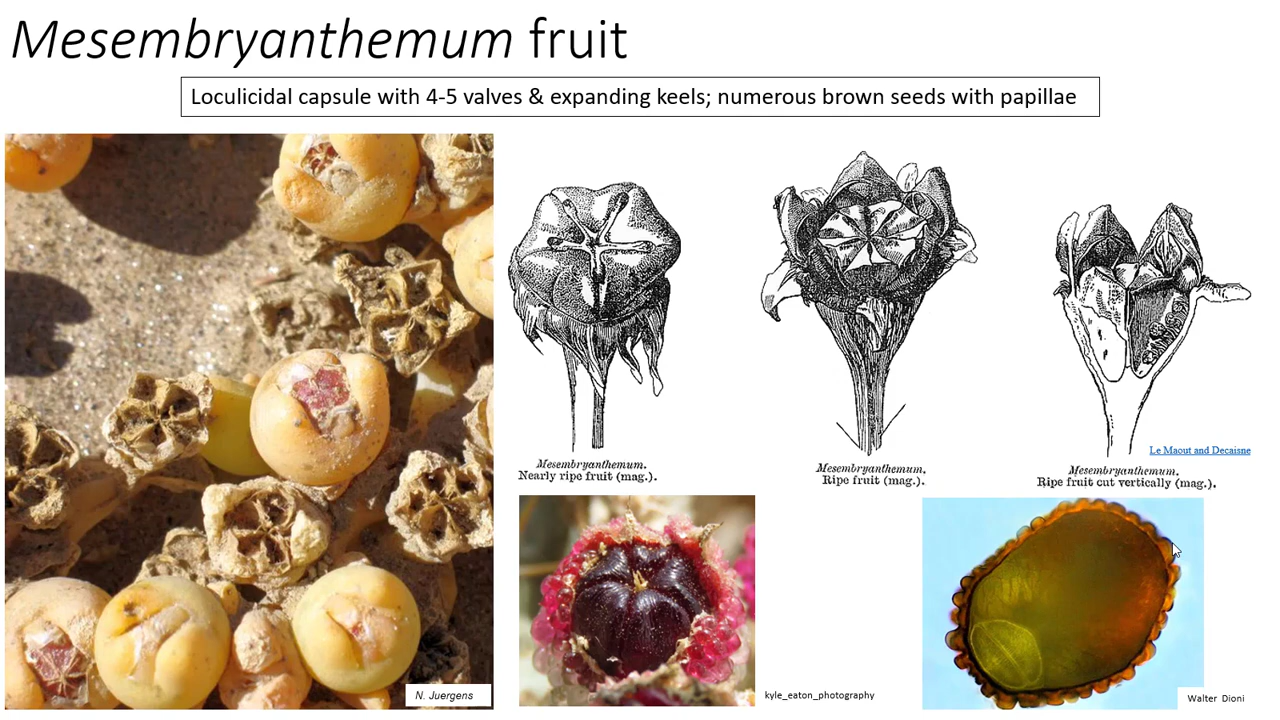 Mesembryanthemum fruit
Loculicidal capsule with 4-5 valves & expanding keels; numerous brown seeds with papillae
Le Maout and Decaisne
Mesembryanthemum.
Nearly ripe fruit (mag.).
Mesembryanthemum.
Ripe fruit (mag.).
Mesembryanthemum.
Ripe fruit cut vertically (mag.).
N. Juergens
kyle_eaton_photography
Walter Dioni